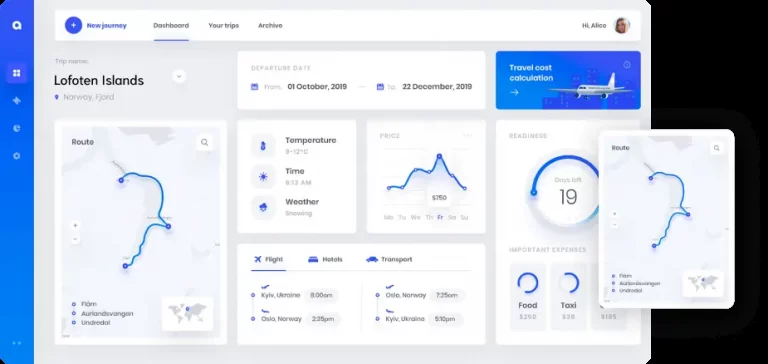 a
New journey
Dashboard
Your trips
Archive
Hi, Alice
Trip name:
Lofoten Islands
Norway, Fjord
DEPARTURE DATE
From: 01 October, 2019
To: 22 December, 2019
Travel cost
calculation
Route
Flåm
Aurlandsvangen
Undredal
Temperature
9-12°C
Time
9:13 AM
Weather
Snowing
PRICE
$750
Mo Tu We Th Fr Sa Su
READINESS
Days left
19
Flight
Hotels
Transport
Kyiv, Ukraine 8:00am
Oslo, Norway 2:25pm
Oslo, Norway 7:25am
Kyiv, Ukraine 5:10pm
IMPORTANT EXPENSES
Food
$250
Taxi
$28
$185
Route
Flåm
Aurlandsvangen
Undredal